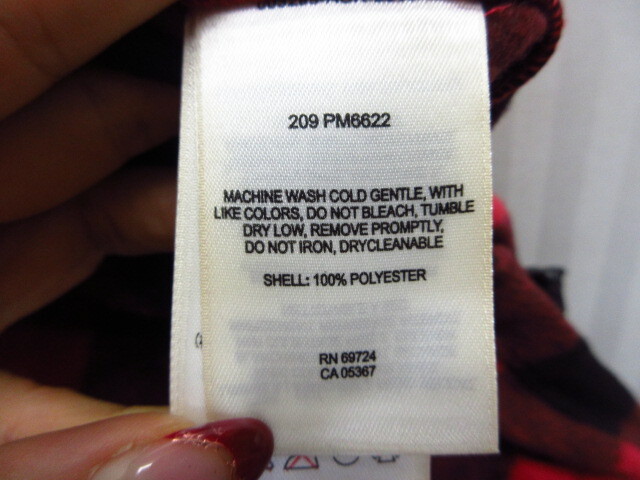 209 PM6622
MACHINE WASH COLD GENTLE, WITH
LIKE COLORS, DO NOT BLEACH, TUMBLE
DRY LOW, REMOVE PROMPTLY,
DO NOT IRON, DRYCLEANABLE
SHELL: 100% POLYESTER
RN 69724
CA 05367